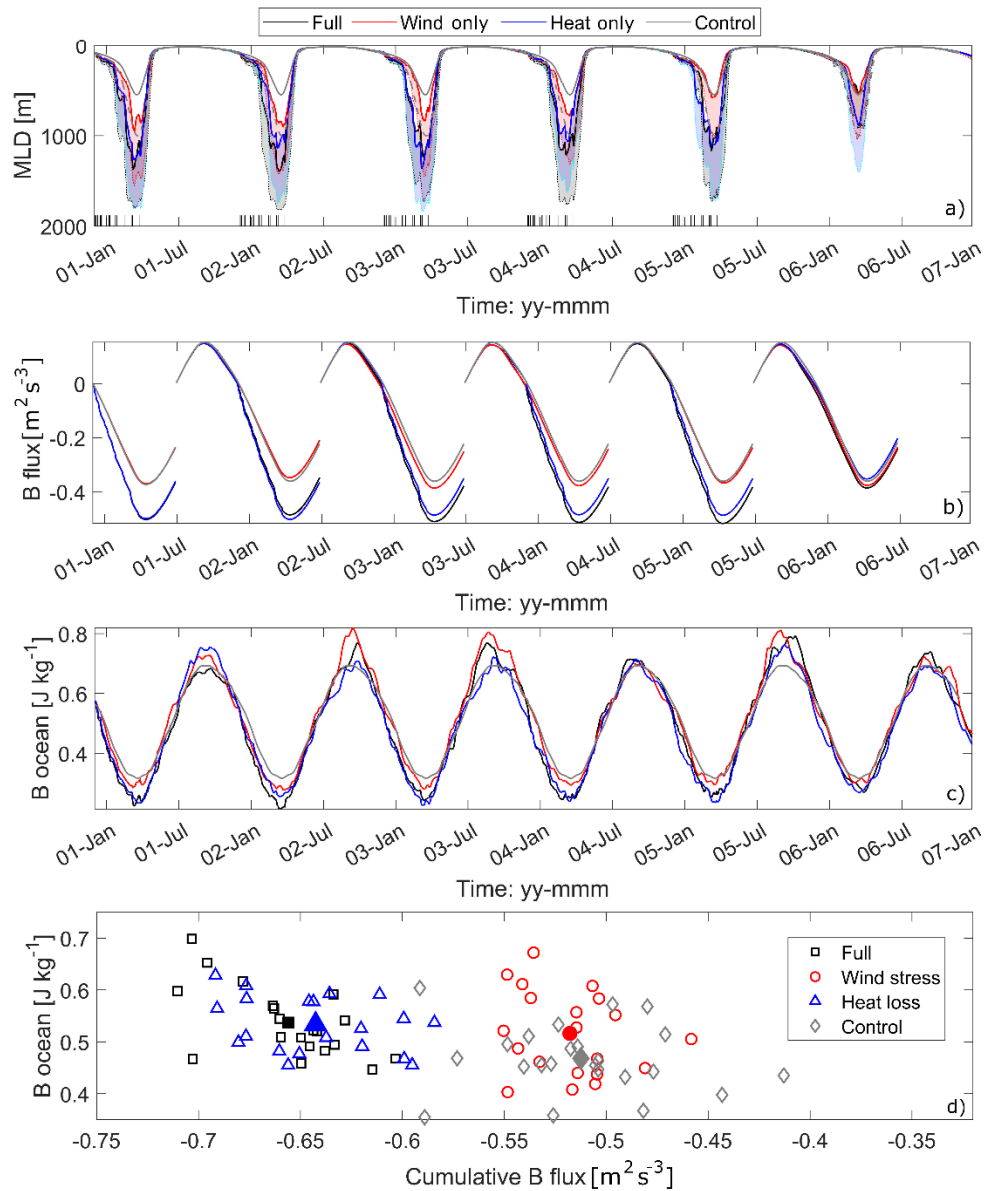 Full Wind only Heat only Control
0
1000
2000
MLD [m]
a)
01-Jan 01-Jul 02-Jan 02-Jul 03-Jan 03-Jul 04-Jan 04-Jul 05-Jan 05-Jul 06-Jan 06-Jul 07-Jan
Time: yy-mmm
0
-0.2
-0.4
B flux[m² s⁻³]
b)
01-Jan 01-Jul 02-Jan 02-Jul 03-Jan 03-Jul 04-Jan 04-Jul 05-Jan 05-Jul 06-Jan 06-Jul 07-Jan
Time: yy-mmm
0.8
0.6
0.4
B ocean [J kg⁻¹]
c)
01-Jan 01-Jul 02-Jan 02-Jul 03-Jan 03-Jul 04-Jan 04-Jul 05-Jan 05-Jul 06-Jan 06-Jul 07-Jan
Time: yy-mmm
0.7
0.6
0.5
0.4
B ocean [J kg⁻¹]
Full
Wind stress
Heat loss
Control
d)
-0.75 -0.7 -0.65 -0.6 -0.55 -0.5 -0.45 -0.4 -0.35
Cumulative B flux[m² s⁻³]